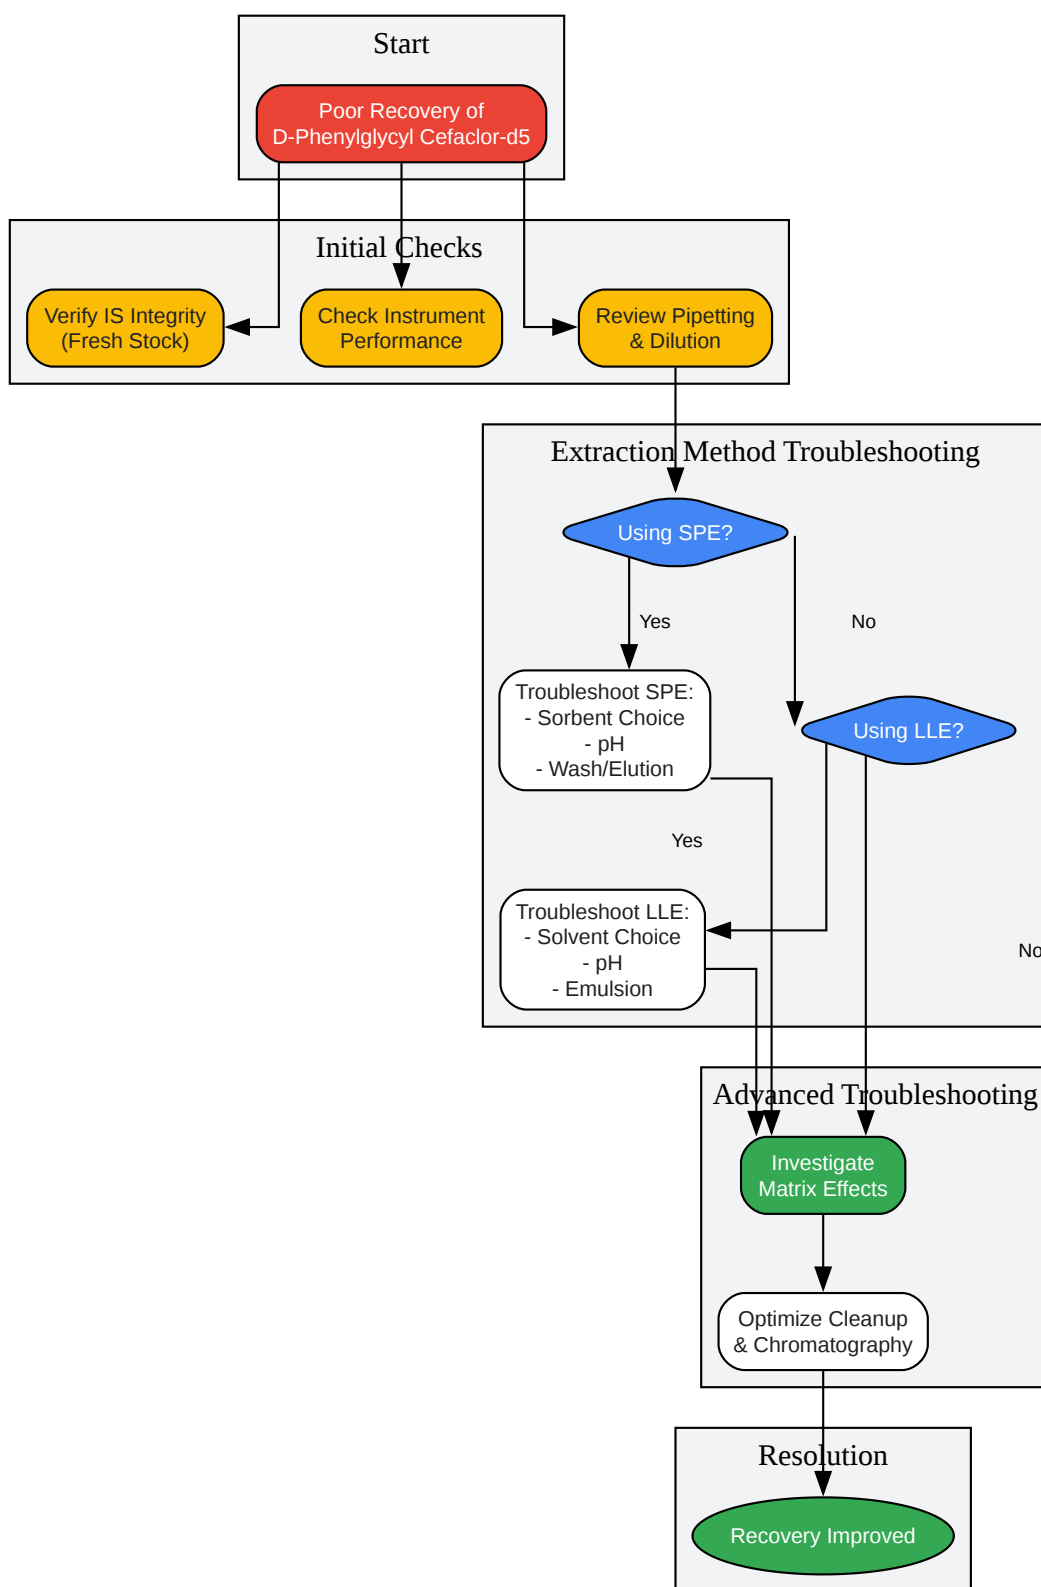 Start
Poor Recovery of
D-Phenylglycyl Cefaclor-d5
Initial Checks
Verify IS Integrity
(Fresh Stock)
Check Instrument
Performance
Review Pipetting
& Dilution
Extraction Method Troubleshooting
Using SPE?
Yes
No
Troubleshoot SPE:
- Sorbent Choice
- pH
- Wash/Elution
Using LLE?
Yes
Troubleshoot LLE:
- Solvent Choice
- pH
- Emulsion
No
Advanced Troubleshooting
Investigate
Matrix Effects
Optimize Cleanup
& Chromatography
Resolution
Recovery Improved